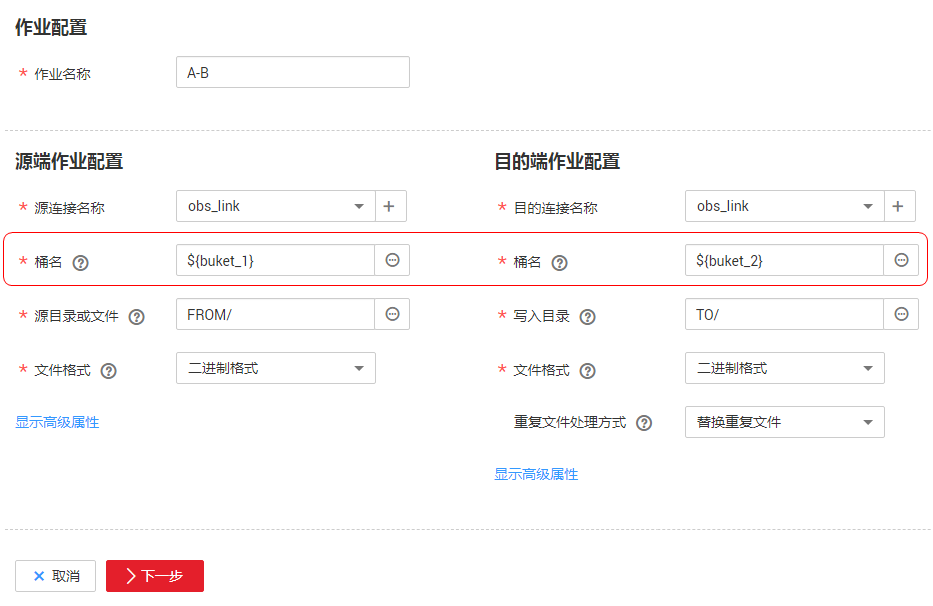 作业配置
* 作业名称 A-B
源端作业配置 目的端作业配置
* 源连接名称 obs_link + * 目的连接名称 obs_link +
* 桶名 ? ${buket_1} * 桶名 ? ${buket_2}
* 源目录或文件 ? FROM/ * 写入目录 ? TO/
* 文件格式 ? 二进制格式 * 文件格式 ? 二进制格式
显示高级属性 重复文件处理方式 ? 替换重复文件
显示高级属性
取消 下一步